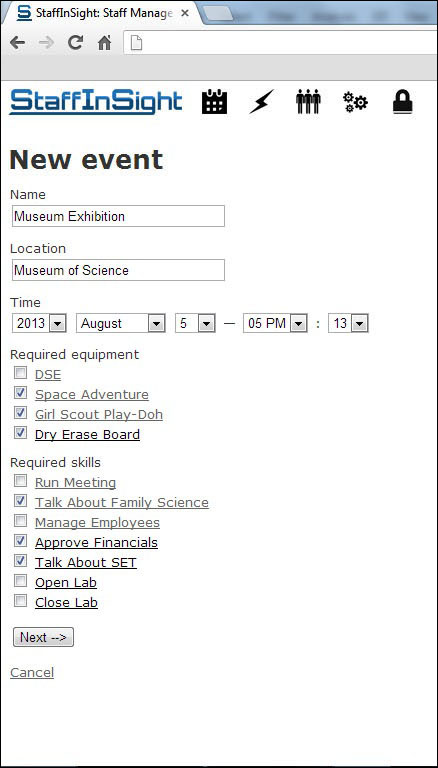 StaffInSight: Staff Manage
StaffInSight
New event
Name
Museum Exhibition
Location
Museum of Science
Time
2013 August 5 — 05 PM : 13
Required equipment
DSE
Space Adventure
Girl Scout Play-Doh
Dry Erase Board
Required skills
Run Meeting
Talk About Family Science
Manage Employees
Approve Financials
Talk About SET
Open Lab
Close Lab
Next -->
Cancel